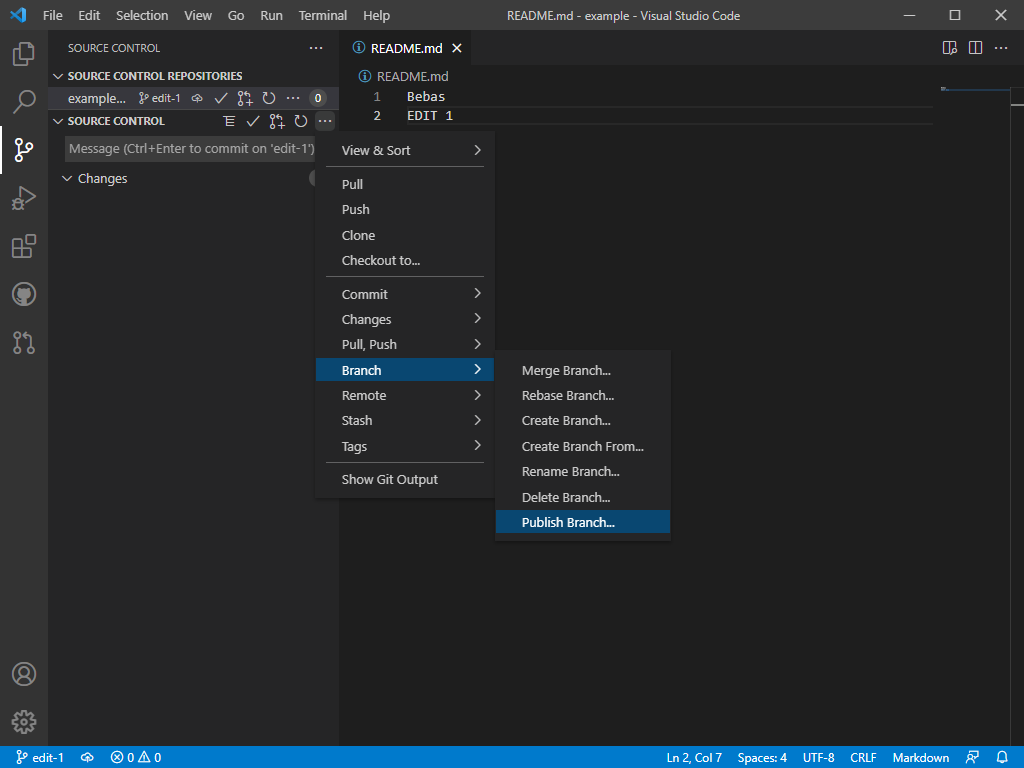 File Edit Selection View Go Run Terminal Help README.md - example - Visual Studio Code
SOURCE CONTROL
SOURCE CONTROL REPOSITORIES
example... edit-1 0
SOURCE CONTROL
Message (Ctrl+Enter to commit on 'edit-1')
Changes
README.md
README.md
1 Bebas
2 EDIT 1
View & Sort
Pull
Push
Clone
Checkout to...
Commit
Changes
Pull, Push
Branch
Remote
Stash
Tags
Show Git Output
Merge Branch...
Rebase Branch...
Create Branch...
Create Branch From...
Rename Branch...
Delete Branch...
Publish Branch...
edit-1 0 0 Ln 2, Col 7 Spaces: 4 UTF-8 CRLF Markdown